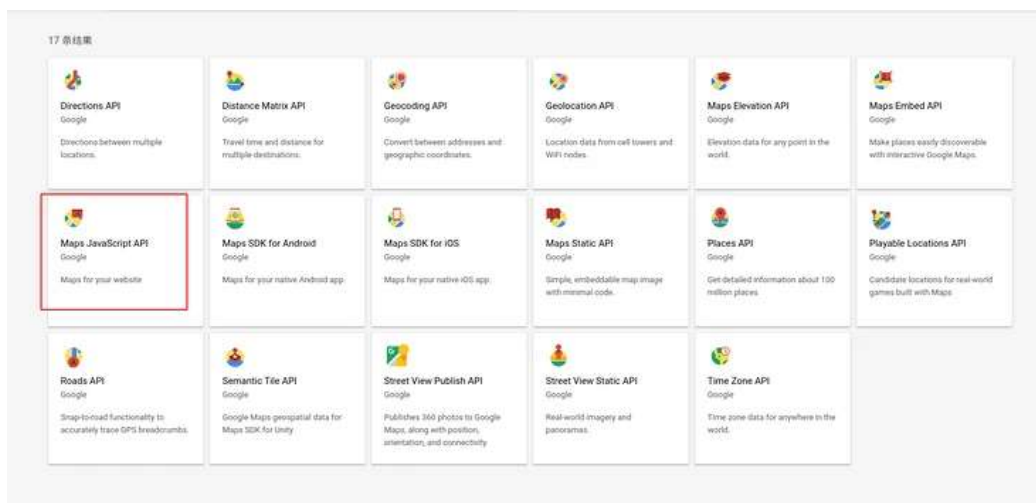 17 条结果
Directions API
Google
Directions between multiple
locations.
Distance Matrix API
Google
Travel time and distance for
multiple destinations.
Geocoding API
Google
Convert between addresses and
geographic coordinates.
Geolocation API
Google
Location data from cell towers and
WiFi nodes.
Maps Elevation API
Google
Elevation data for any point in the
world.
Maps Embed API
Google
Make places easily discoverable
with interactive Google Maps.
Maps JavaScript API
Google
Maps for your website
Maps SDK for Android
Google
Maps for your native Android app.
Maps SDK for iOS
Google
Maps for your native iOS app.
Maps Static API
Google
Simple, embeddable map image
with minimal code.
Places API
Google
Get detailed information about 100
million places
Playable Locations API
Google
Candidate locations for real-world
games built with Maps
Roads API
Google
Snap-to-road functionality to
accurately trace GPS breadcrumbs.
Semantic Tile API
Google
Google Maps geospatial data for
Maps SDK for Unity
Street View Publish API
Google
Publishes 360 photos to Google
Maps, along with position,
orientation, and connectivity
Street View Static API
Google
Real-world imagery and
panoramas.
Time Zone API
Google
Time zone data for anywhere in the
world.